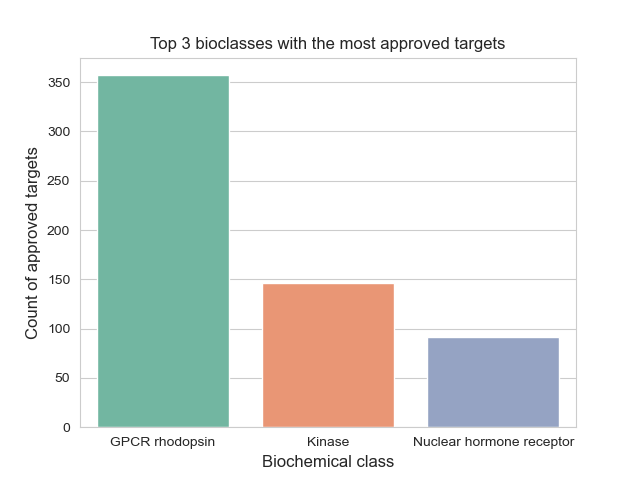 Top 3 bioclasses with the most approved targets
Count of approved targets
350
300
250
200
150
100
50
0
GPCR rhodopsin
Kinase
Nuclear hormone receptor
Biochemical class